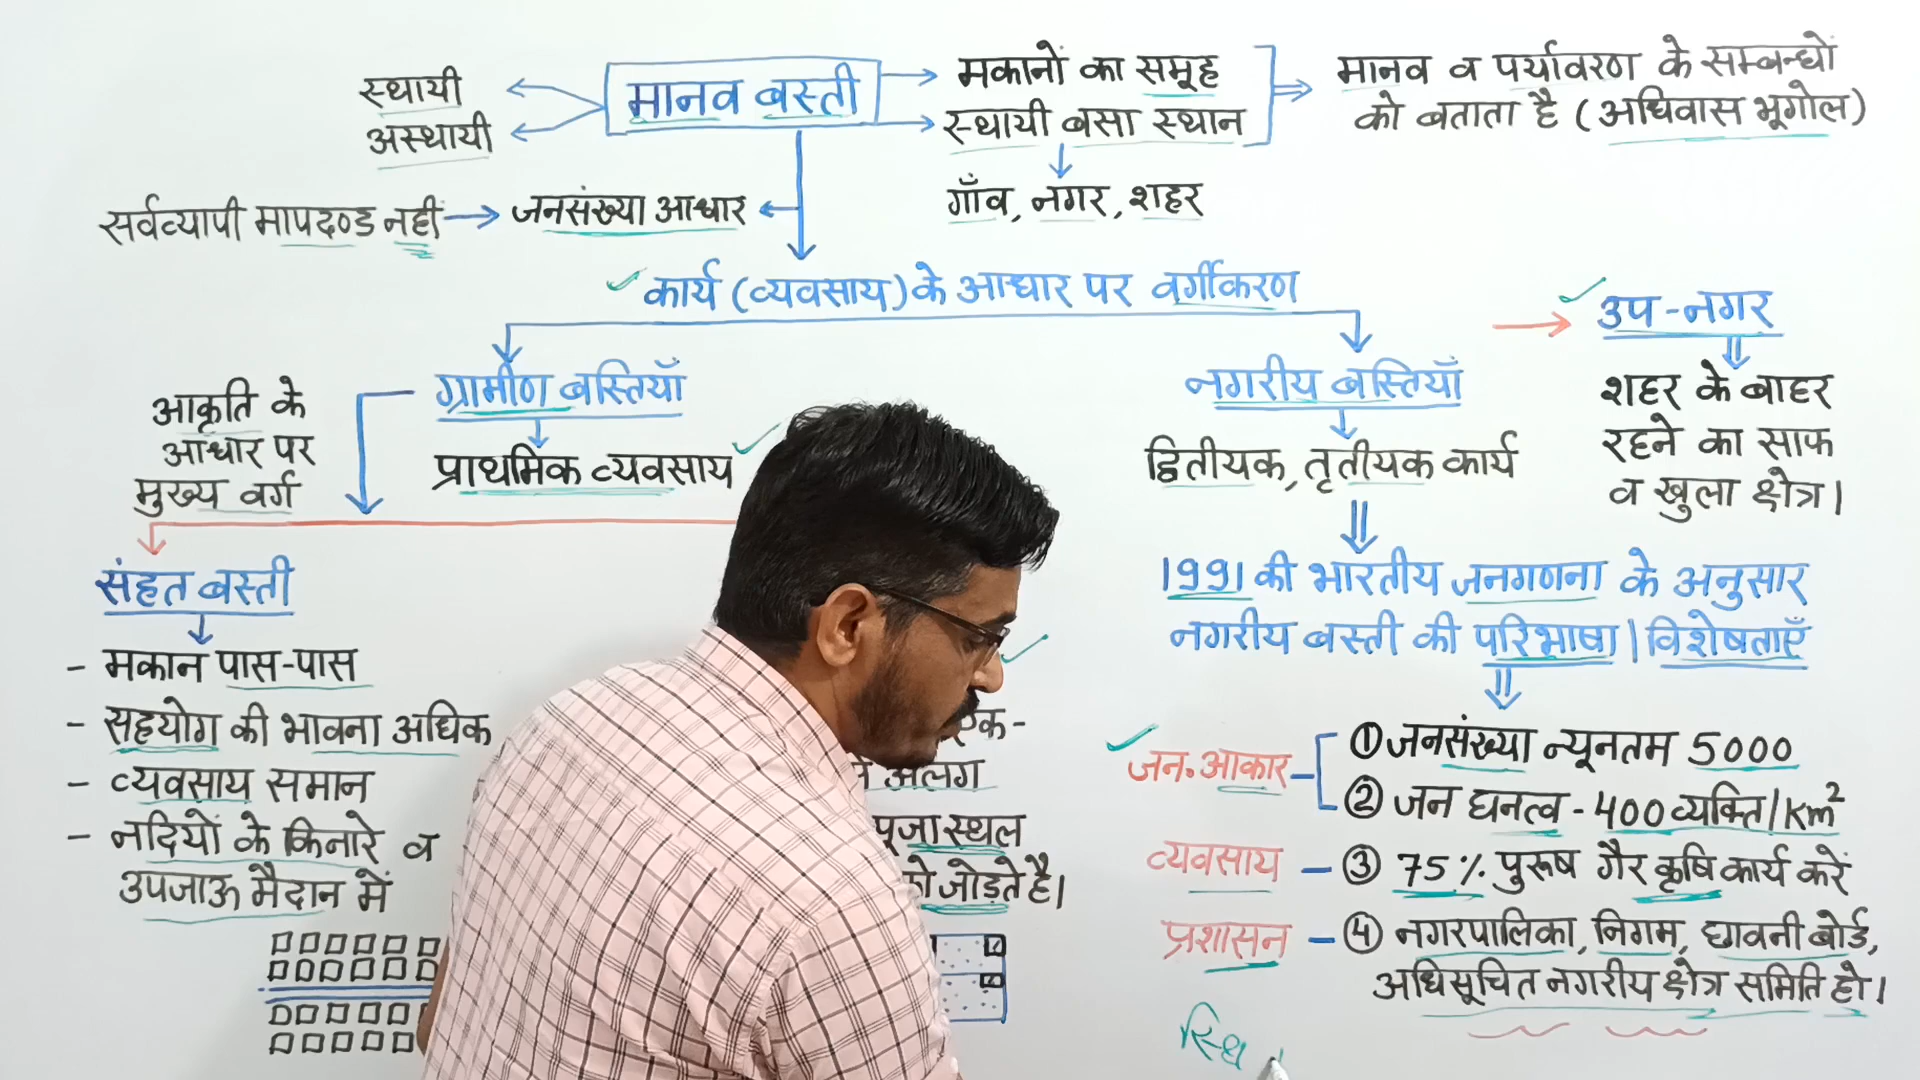 स्थायी
अस्थायी
मानव बस्ती
मकानों का समूह
स्थायी बसा स्थान
गाँव, नगर, शहर
मानव व पर्यावरण के सम्बन्धों
को बताता है (अधिवास भूगोल)
सर्वव्यापी मापदण्ड नहीं
जनसंख्या आधार
कार्य (व्यवसाय) के आधार पर वर्गीकरण
उप-नगर
शहर के बाहर
रहने का साफ
व खुला क्षेत्र।
ग्रामीण बस्तियाँ
प्राथमिक व्यवसाय
आकृति के
आधार पर
मुख्य वर्ग
संहत बस्ती
- मकान पास-पास
- सहयोग की भावना अधिक
- व्यवसाय समान
- नदियों के किनारे व
उपजाऊ मैदान में
अलग
पूजा स्थल
को जोड़ते है।
नगरीय बस्तियाँ
द्वितीयक, तृतीयक कार्य
1991 की भारतीय जनगणना के अनुसार
नगरीय बस्ती की परिभाषा | विशेषताएँ
जन. आकार
① जनसंख्या न्यूनतम 5000
② जन घनत्व - 400 व्यक्ति/km²
व्यवसाय - ③ 75% पुरूष गैर कृषि कार्य करें
प्रशासन - ④ नगरपालिका, निगम, छावनी बोर्ड,
अधिसूचित नगरीय क्षेत्र समिति हो।
स्थि